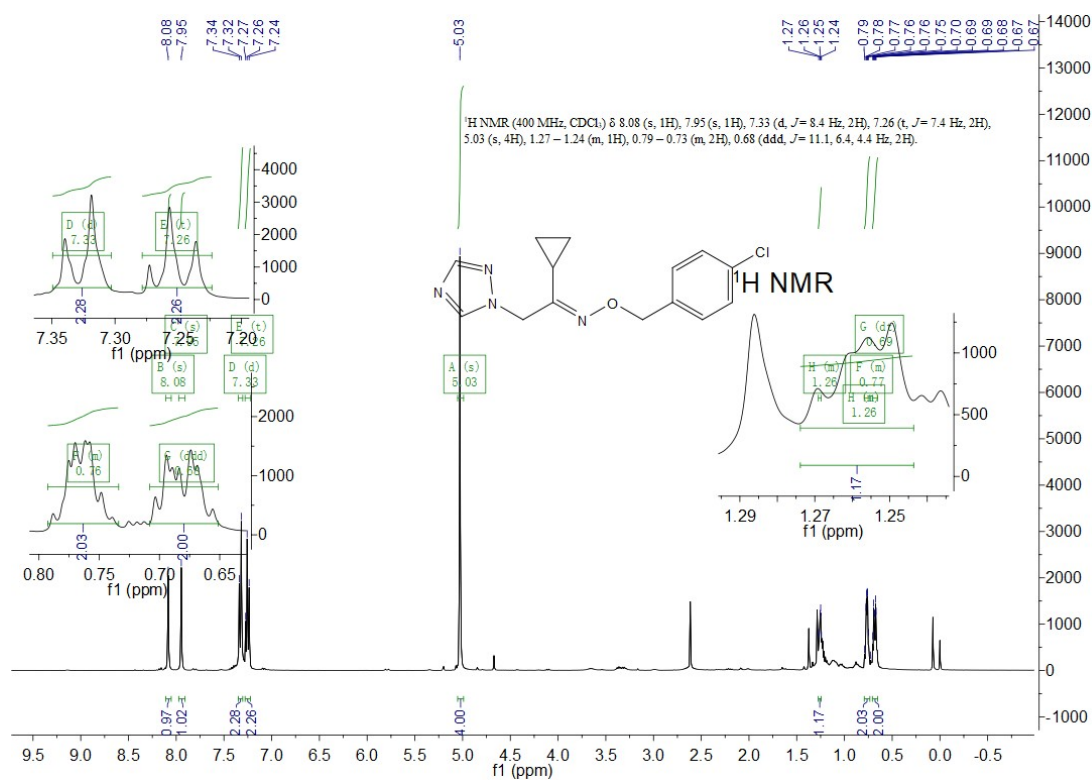 8.08 7.95 7.34 7.32 7.27 7.26 7.24 5.03 1.27 1.26 1.25 1.24 0.79 0.78 0.77 0.76 0.76 0.75 0.70 0.69 0.69 0.68 0.67 0.67
¹H NMR (400 MHz, CDCl₃) δ 8.08 (s, 1H), 7.95 (s, 1H), 7.33 (d, J = 8.4 Hz, 2H), 7.26 (t, J = 7.4 Hz, 2H),
5.03 (s, 4H), 1.27 – 1.24 (m, 1H), 0.79 – 0.73 (m, 2H), 0.68 (ddd, J = 11.1, 6.4, 4.4 Hz, 2H).
14000
13000
12000
11000
10000
9000
8000
7000
6000
5000
4000
3000
2000
1000
0
-1000
4000
3000
2000
1000
0
D (d)
7.33
E (t)
7.26
2.28 2.26
7.35 7.30 7.25 7.20
f1 (ppm)
E (t)
7.26
B (s)
8.08
D (d)
7.33
A (s)
5.03
2000
1000
0
F (m)
0.76
G (ddd)
2.03 2.00
0.80 0.75 0.70 0.65
f1 (ppm)
N N N N O Cl
¹H NMR
0.69
H (m)
1.26
F (m)
0.77
H (m)
1.26
1000
500
0
1.17
1.29 1.27 1.25
f1 (ppm)
0.97 1.02 2.28 2.26 4.00 1.17 2.03 2.00
9.5 9.0 8.5 8.0 7.5 7.0 6.5 6.0 5.5 5.0 4.5 4.0 3.5 3.0 2.5 2.0 1.5 1.0 0.5 0.0 -0.5
f1 (ppm)